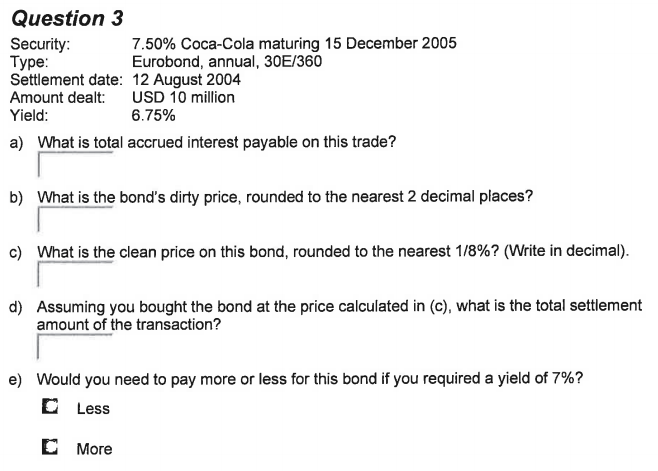 Question 3
Security: 7.50% Coca-Cola maturing 15 December 2005
Type: Eurobond, annual, 30E/360
Settlement date: 12 August 2004
Amount dealt: USD 10 million
Yield: 6.75%
a) What is total accrued interest payable on this trade?
b) What is the bond's dirty price, rounded to the nearest 2 decimal places?
c) What is the clean price on this bond, rounded to the nearest 1/8%? (Write in decimal).
d) Assuming you bought the bond at the price calculated in (c), what is the total settlement
amount of the transaction?
e) Would you need to pay more or less for this bond if you required a yield of 7%?
Less
More